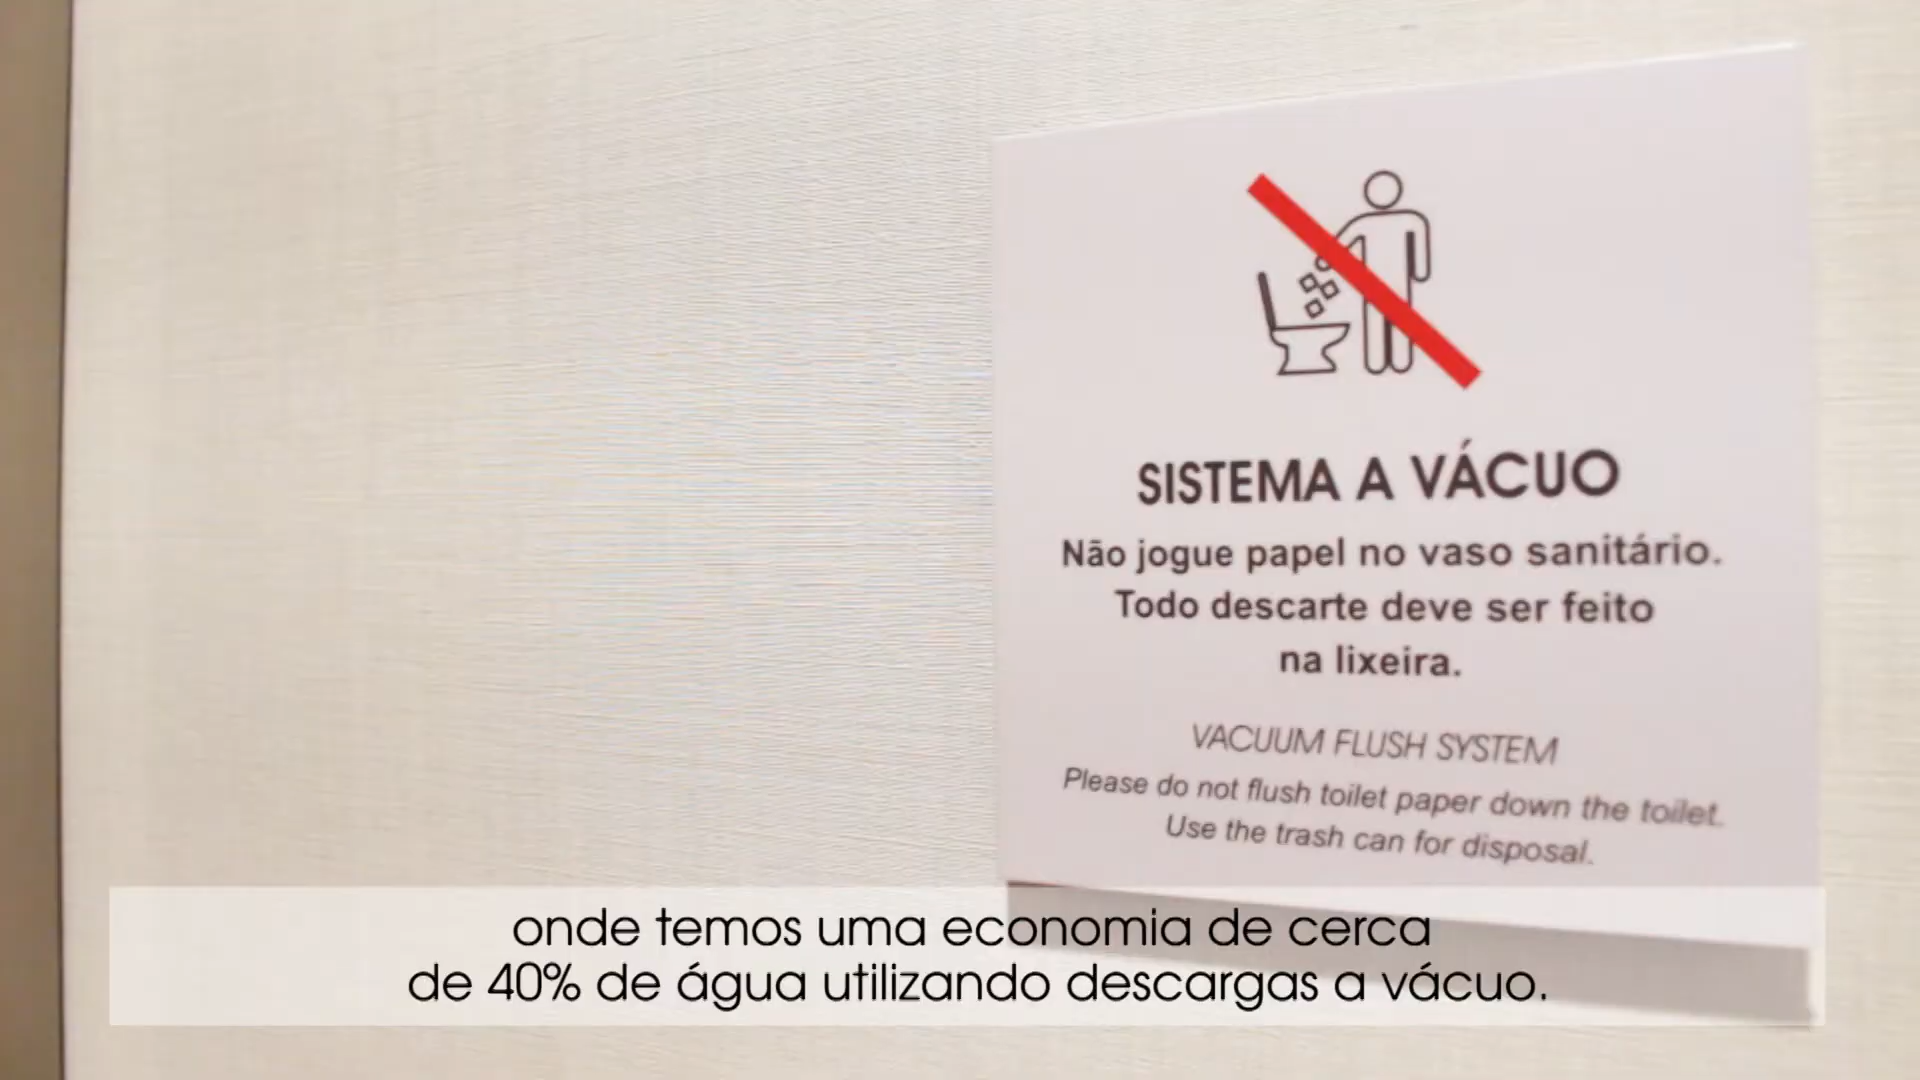 SISTEMA A VÁCUO
Não jogue papel no vaso sanitário.
Todo descarte deve ser feito
na lixeira.
VACUUM FLUSH SYSTEM
Please do not flush toilet paper down the toilet.
Use the trash can for disposal.
onde temos uma economia de cerca
de 40% de água utilizando descargas a vácuo.